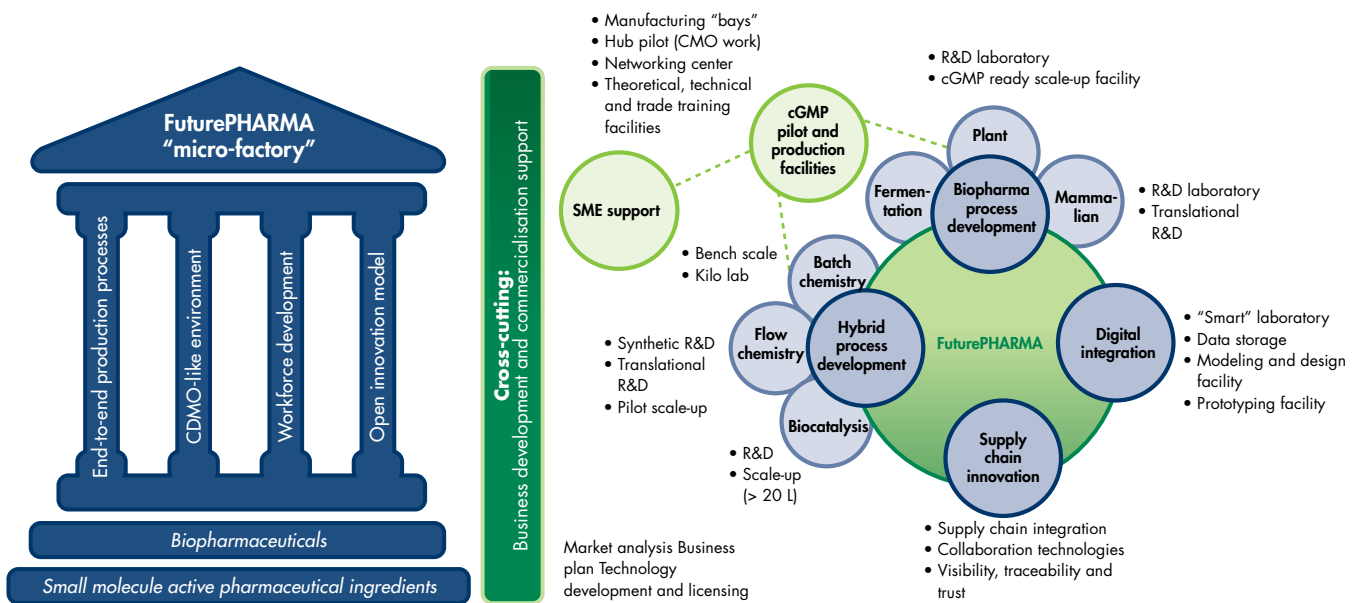 FuturePHARMA
"micro-factory"
End-to-end production processes
CDMO-like environment
Workforce development
Open innovation model
Biopharmaceuticals
Small molecule active pharmaceutical ingredients
Cross-cutting:
Business development and commercialisation support
• Manufacturing "bays"
• Hub pilot (CMO work)
• Networking center
• Theoretical, technical
and trade training
facilities
SME support
cGMP
pilot and
production
facilities
• R&D laboratory
• cGMP ready scale-up facility
Plant
Fermen-
tation
Biopharma
process
development
Mamma-
lian
• R&D laboratory
• Translational
R&D
• Bench scale
• Kilo lab
Batch
chemistry
Flow
chemistry
Hybrid
process
development
Biocatalysis
• Synthetic R&D
• Translational
R&D
• Pilot scale-up
• R&D
• Scale-up
(> 20 L)
FuturePHARMA
Digital
integration
• "Smart" laboratory
• Data storage
• Modeling and design
facility
• Prototyping facility
Supply
chain
innovation
• Supply chain integration
• Collaboration technologies
• Visibility, traceability and
trust
Market analysis Business
plan Technology
development and licensing